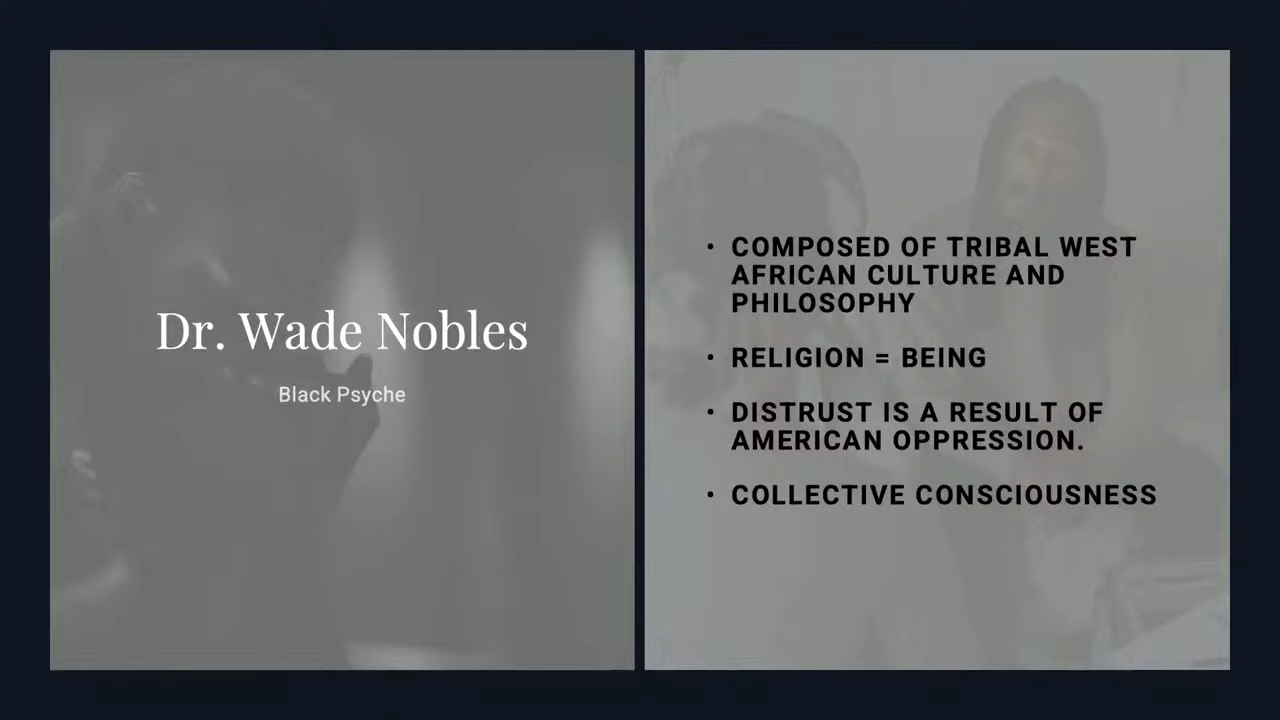 Dr. Wade Nobles
Black Psyche
• COMPOSED OF TRIBAL WEST
AFRICAN CULTURE AND
PHILOSOPHY
• RELIGION = BEING
• DISTRUST IS A RESULT OF
AMERICAN OPPRESSION.
• COLLECTIVE CONSCIOUSNESS